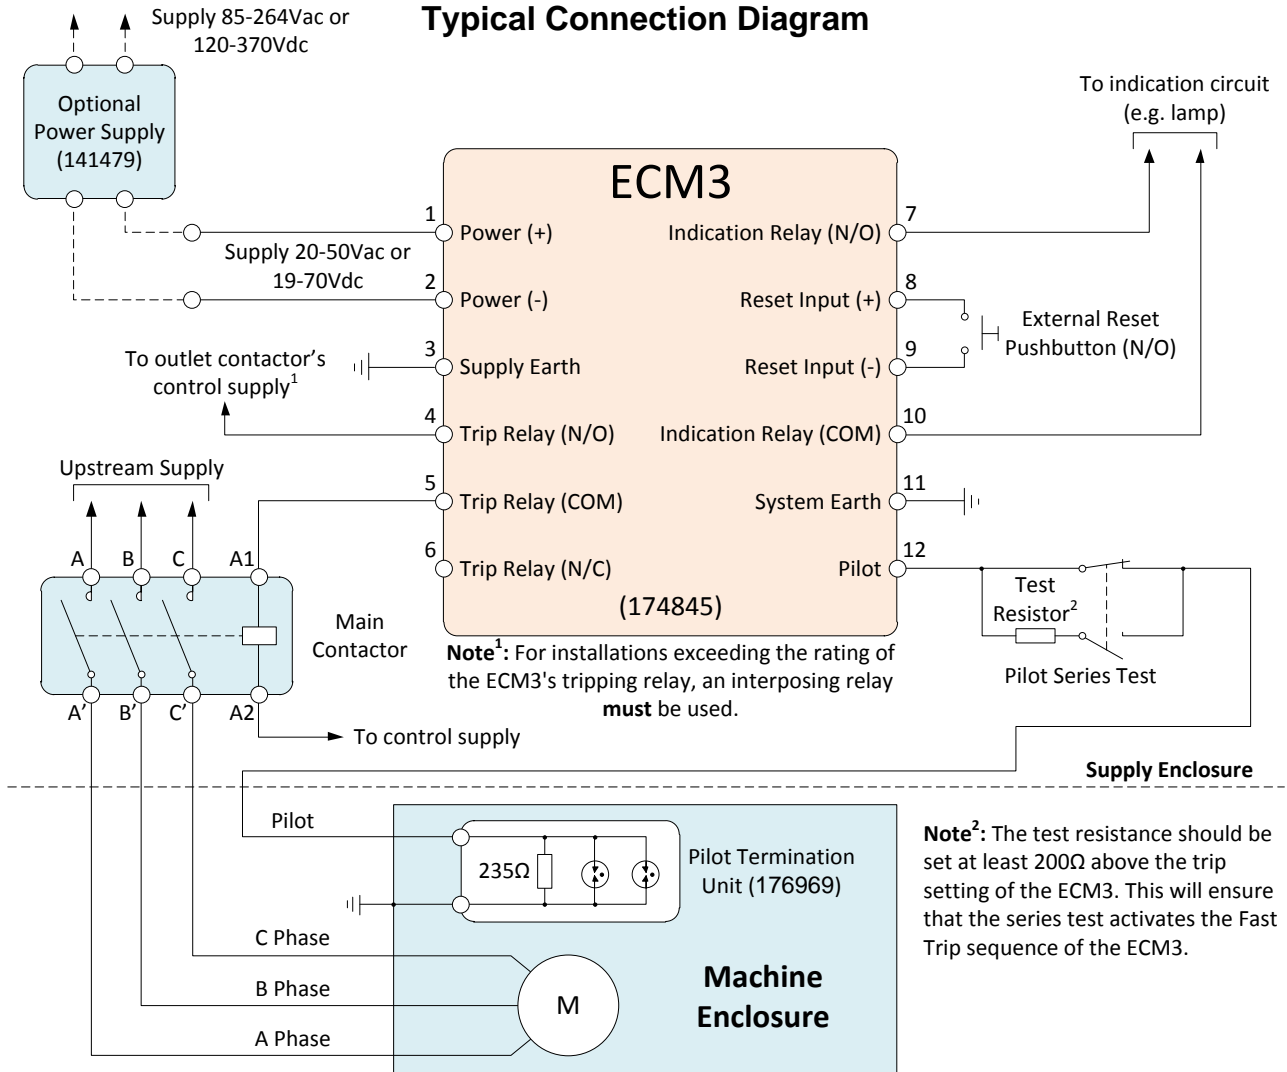 Typical Connection Diagram
Supply 85-264Vac or
120-370Vdc
Optional
Power Supply
(141479)
To indication circuit
(e.g. lamp)
ECM3
1
Power (+)
Indication Relay (N/O)
7
Supply 20-50Vac or
19-70Vdc
2
Power (-)
Reset Input (+)
8
External Reset
Pushbutton (N/O)
3
Supply Earth
Reset Input (-)
9
To outlet contactor's
control supply¹
4
Trip Relay (N/O)
Indication Relay (COM)
10
Upstream Supply
5
Trip Relay (COM)
System Earth
11
6
Trip Relay (N/C)
Pilot
12
(174845)
A
B
C
A1
Main
Contactor
A'
B'
C'
A2
To control supply
Test
Resistor²
Pilot Series Test
Note¹: For installations exceeding the rating of
the ECM3's tripping relay, an interposing relay
must be used.
Supply Enclosure
Pilot
235Ω
Pilot Termination
Unit (176969)
C Phase
B Phase
A Phase
M
Machine
Enclosure
Note²: The test resistance should be
set at least 200Ω above the trip
setting of the ECM3. This will ensure
that the series test activates the Fast
Trip sequence of the ECM3.